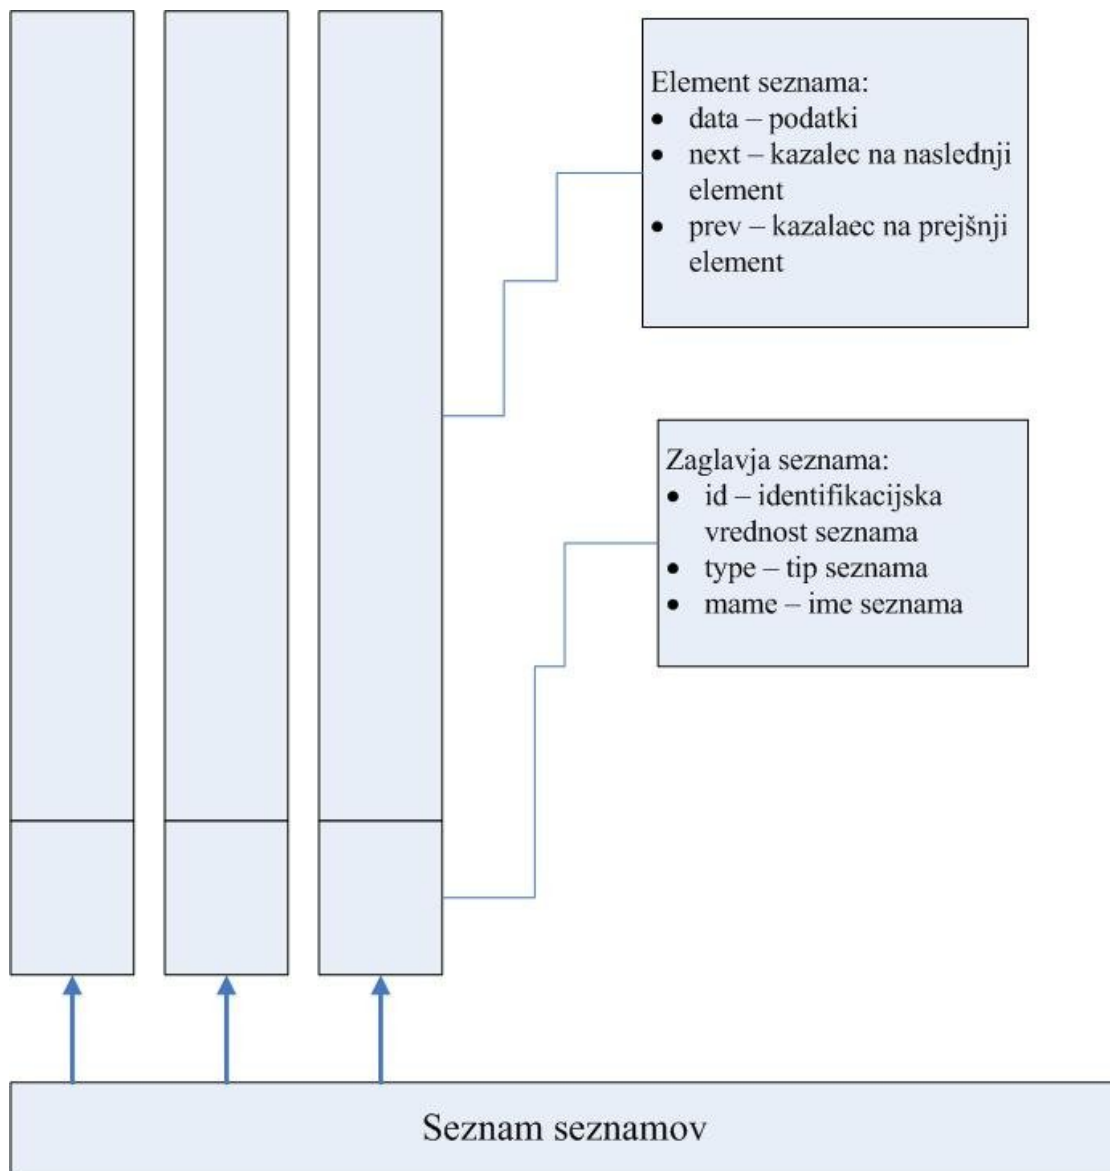 Element seznama:
• data – podatki
• next – kazalec na naslednji
element
• prev – kazalaec na prejšnji
element
Zaglavja seznama:
• id – identifikacijska
vrednost seznama
• type – tip seznama
• mame – ime seznama
Seznam seznamov